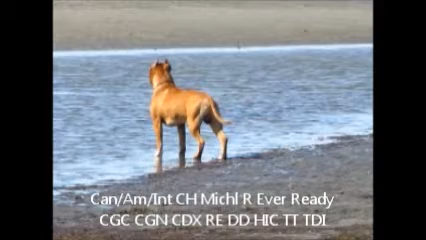 Can/Am/Int CH Michl R Ever Ready
CGC CGN CDX RE DD HIC TT TDI